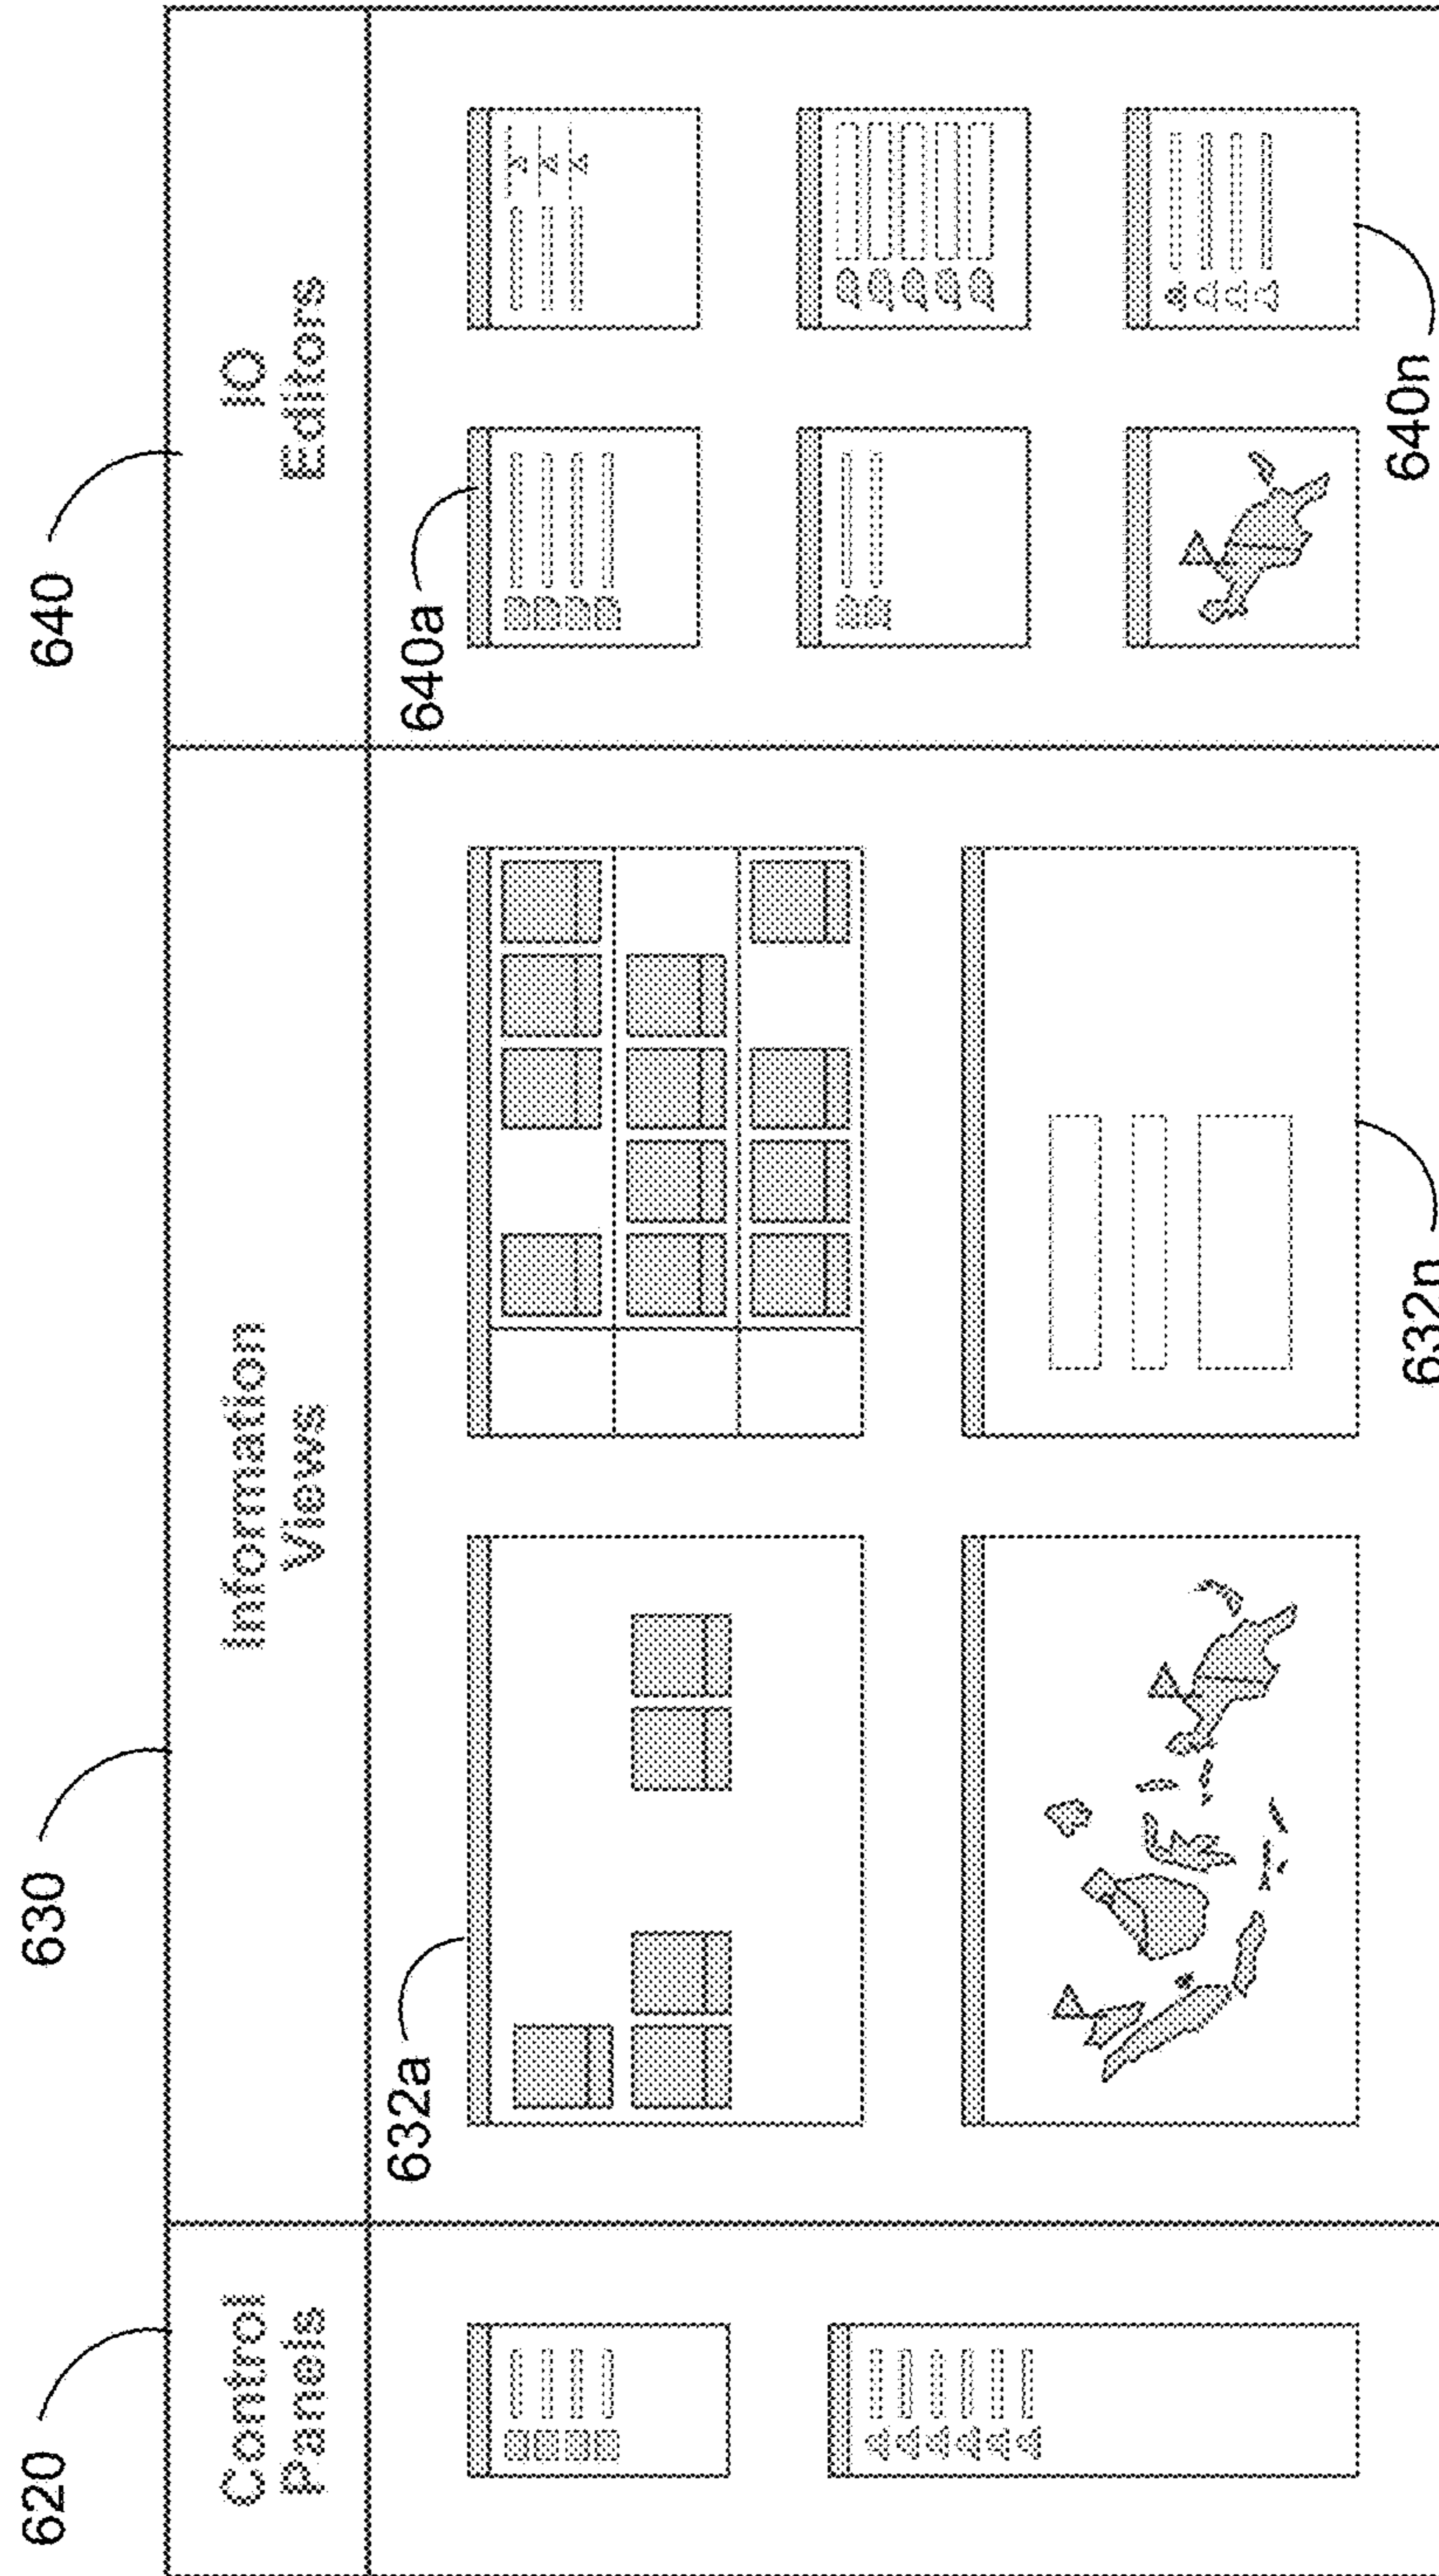 620
630
640
Control
Panels
Information
Views
IO
Editors
632a
640a
632n
640n